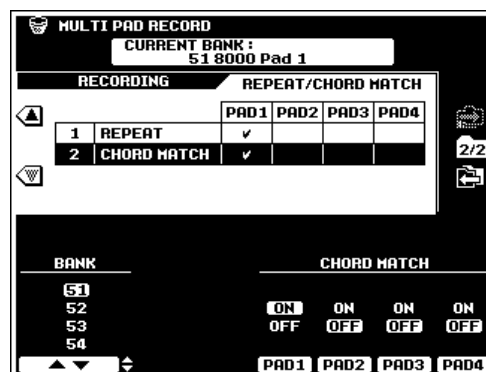 MULTI PAD RECORD
CURRENT BANK :
51 8000 Pad 1
RECORDING REPEAT/CHORD MATCH
PAD1 PAD2 PAD3 PAD4
1 REPEAT ✓
2 CHORD MATCH ✓
2/2
BANK CHORD MATCH
51
52 ON ON ON ON
53 OFF OFF OFF OFF
54
PAD1 PAD2 PAD3 PAD4